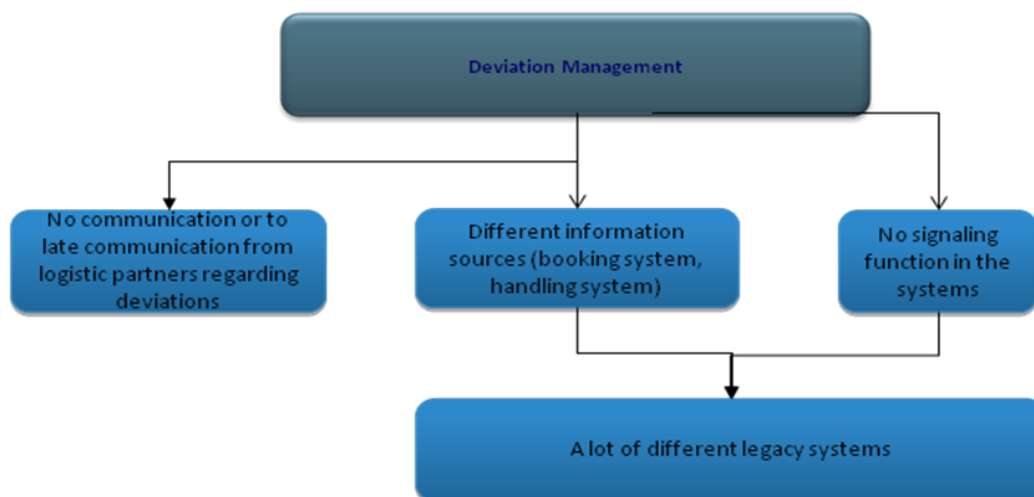 Deviation Management
No communication or to
late communication from
logistic partners regarding
deviations
Different information
sources (booking system,
handling system)
No signaling
function in the
systems
A lot of different legacy systems